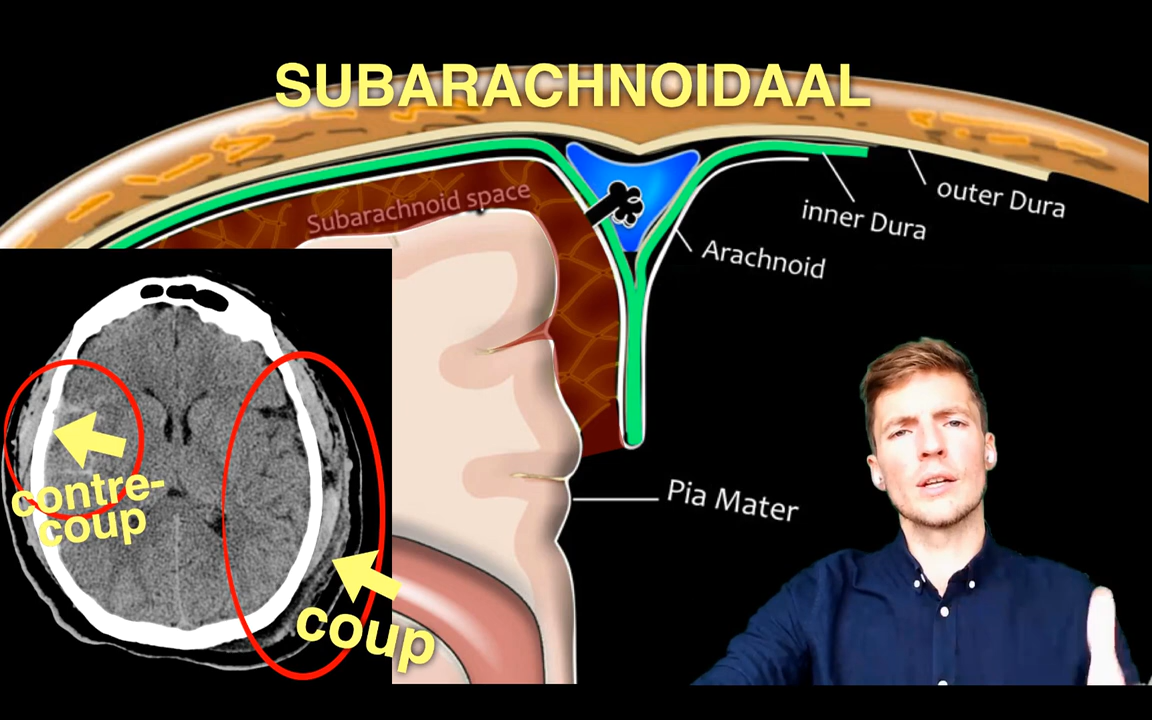 SUBARACHNOIDAAL
Subarachnoid space
outer Dura
inner Dura
Arachnoid
contre-
coup
Pia Mater
coup